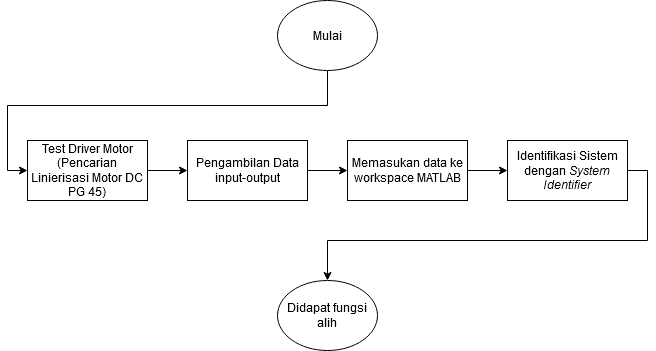 Mulai
Test Driver Motor
(Pencarian
Linierisasi Motor DC
PG 45)
Pengambilan Data
input-output
Memasukan data ke
workspace MATLAB
Identifikasi Sistem
dengan System
Identifier
Didapat fungsi
alih